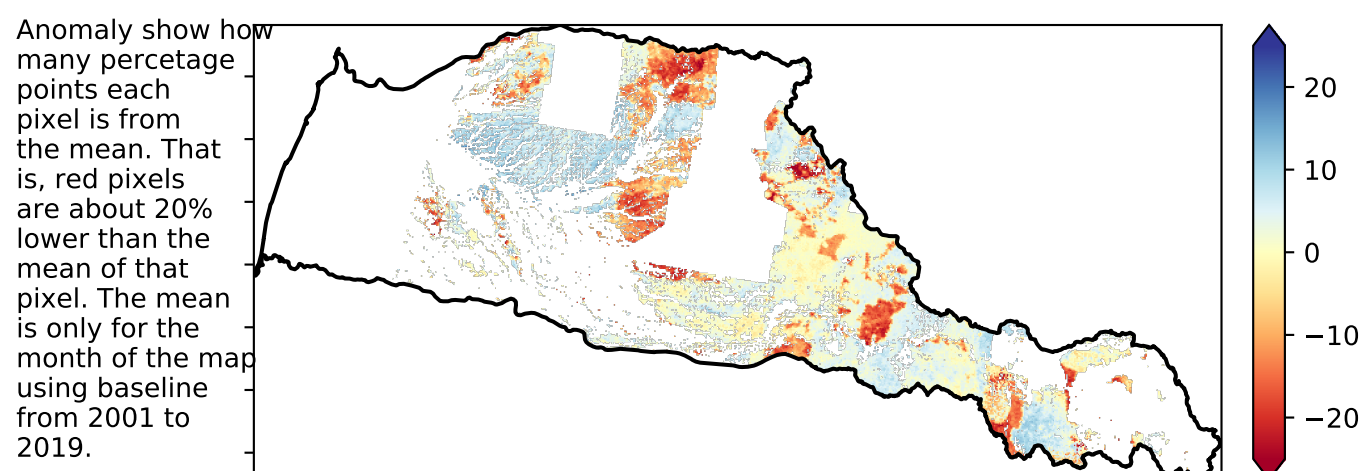 Anomaly show how
many percetage
points each
pixel is from
the mean. That
is, red pixels
are about 20%
lower than the
mean of that
pixel. The mean
is only for the
month of the map
using baseline
from 2001 to
2019.
20
10
0
−10
−20